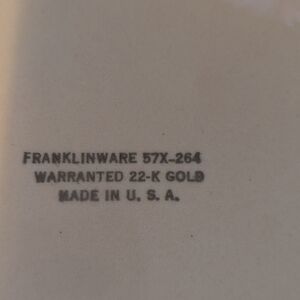 FRANKLINWARE 57X-264
WARRANTED 22-K GOLD
MADE IN U. S. A.